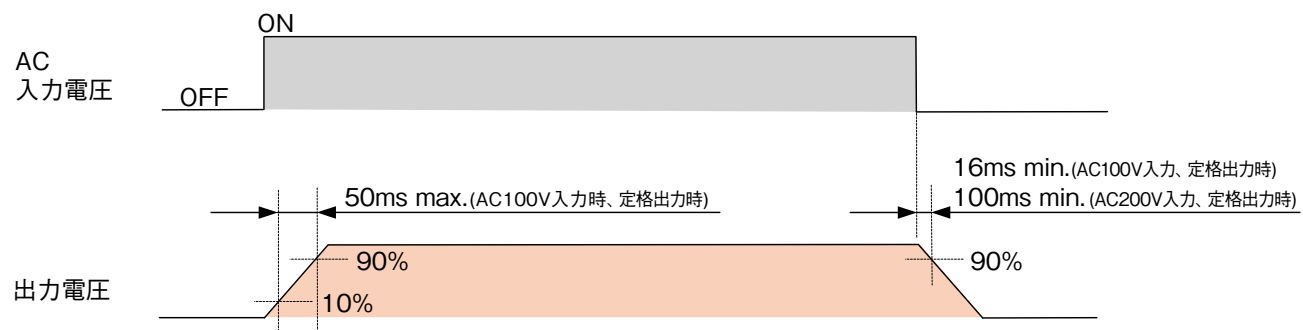 ON
AC
入力電圧
OFF
16ms min.(AC100V入力、定格出力時)
50ms max.(AC100V入力時、定格出力時)
100ms min.(AC200V入力、定格出力時)
90%
90%
出力電圧
10%